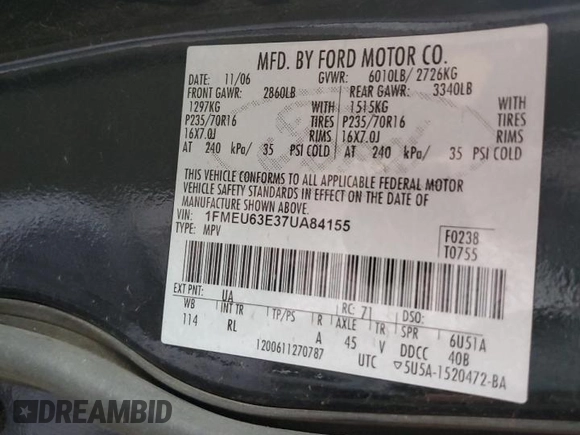 MFD. BY FORD MOTOR CO.
DATE: 11/06 GVWR: 6010LB/ 2726KG
FRONT GAWR: 2860LB REAR GAWR: 3340LB
1297KG WITH 1515KG WITH
P235/70R16 TIRES P235/70R16 TIRES
16X7.0J RIMS 16X7.0J RIMS
AT 240 kPa/ 35 PSI COLD AT 240 kPa/ 35 PSI COLD
THIS VEHICLE CONFORMS TO ALL APPLICABLE FEDERAL MOTOR
VEHICLE SAFETY STANDARDS IN EFFECT ON THE DATE OF
MANUFACTURE SHOWN ABOVE.
VIN: 1FMEU63E37UA84155
TYPE: MPV
F0238
T0755
EXT PNT: UA RC: 71 DSO:
WB INT TR TP/PS R AXLE TR SPR 6U51A
114 RL A 45 V DDCC 40B
1200611270787 UTC ▽5U5A-1520472-BA
DREAMBID
DREAMBID.COM